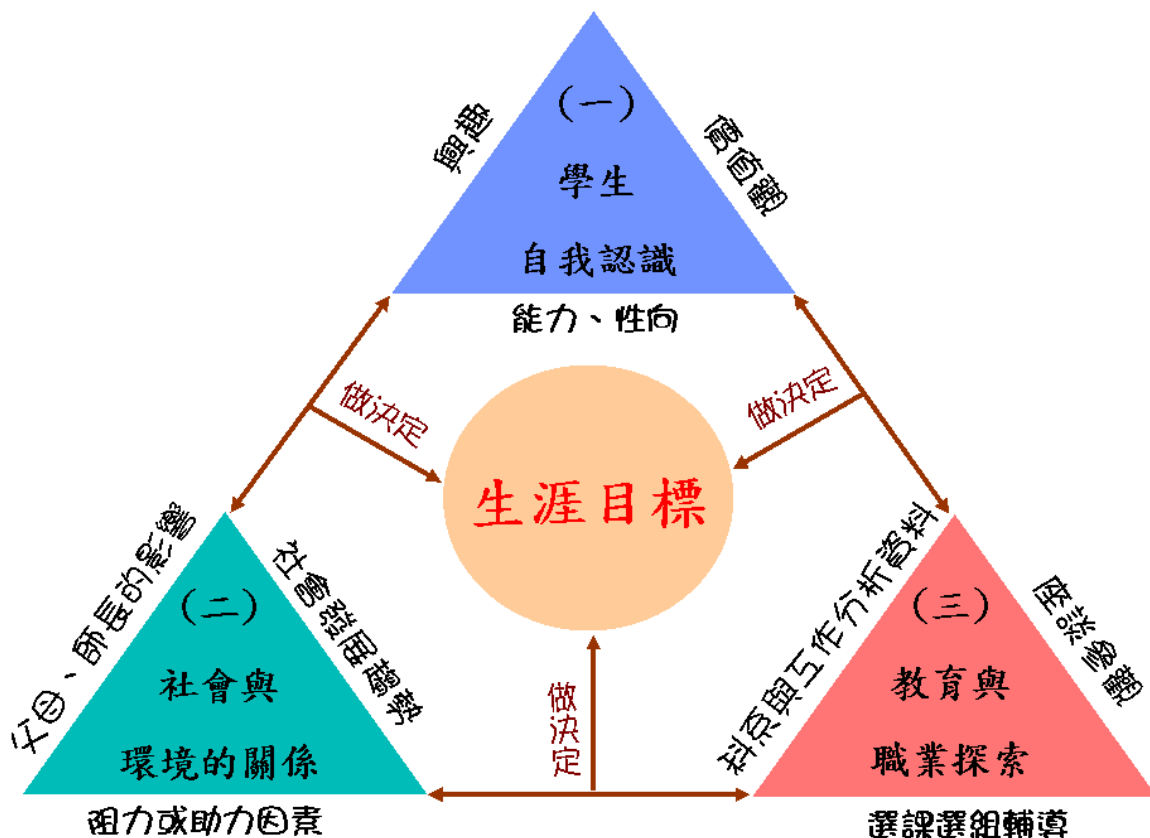 (一)
學生
自我認識
興趣
價值觀
能力、性向
做決定
做決定
生涯目標
父母、師長的影響
社會發展趨勢
(二)
社會與
環境的關係
阻力或助力因素
做決定
科系與工作分析資料
座談參觀
(三)
教育與
職業探索
選課選組輔導